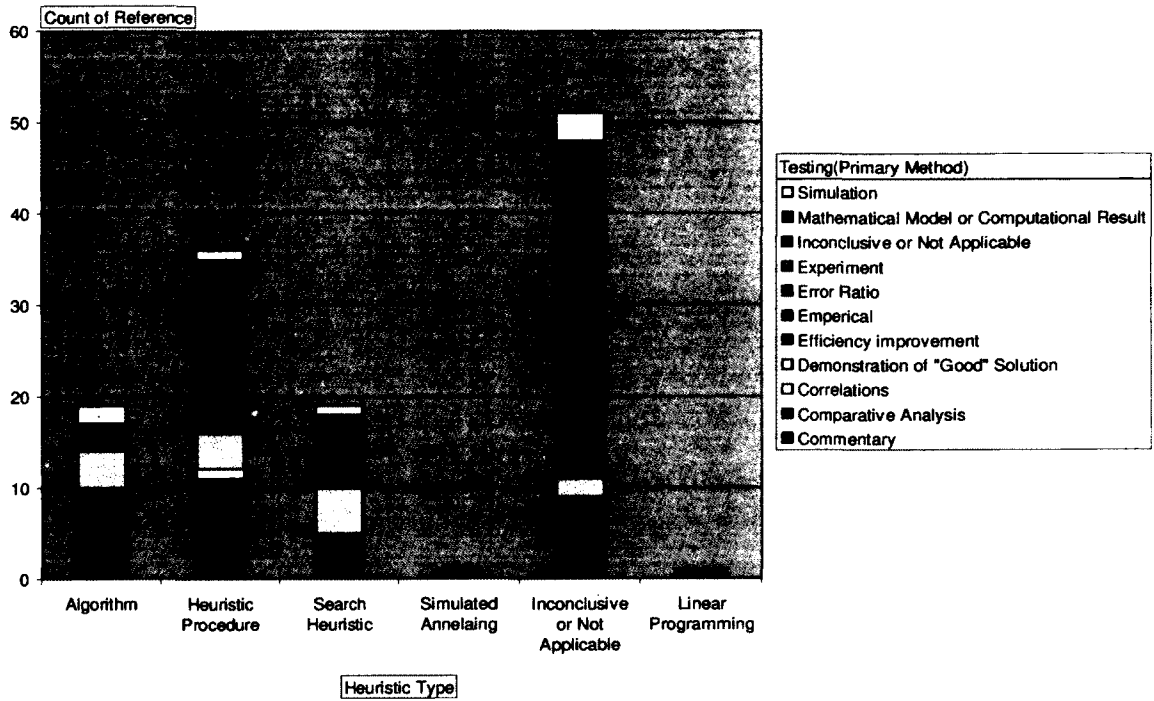 Count of Reference
60
50
40
30
20
10
0
Algorithm
Heuristic
Procedure
Search
Heuristic
Simulated
Annelaing
Inconclusive
or Not
Applicable
Linear
Programming
Heuristic Type
Testing(Primary Method)
Simulation
Mathematical Model or Computational Result
Inconclusive or Not Applicable
Experiment
Error Ratio
Emperical
Efficiency improvement
Demonstration of "Good" Solution
Correlations
Comparative Analysis
Commentary